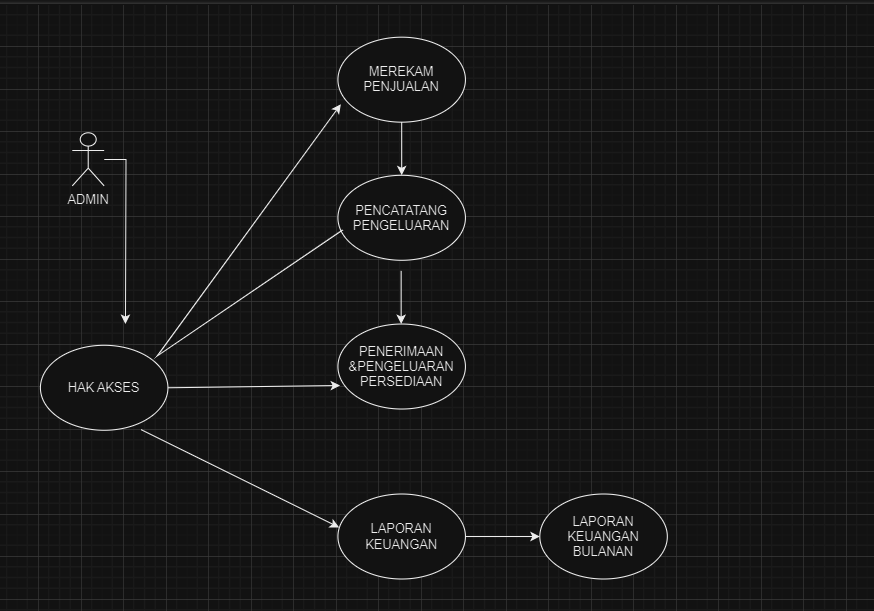 MEREKAM
PENJUALAN
ADMIN
PENCATATANG
PENGELUARAN
PENERIMAAN
&PENGELUARAN
PERSEDIAAN
HAK AKSES
LAPORAN
KEUANGAN
LAPORAN
KEUANGAN
BULANAN